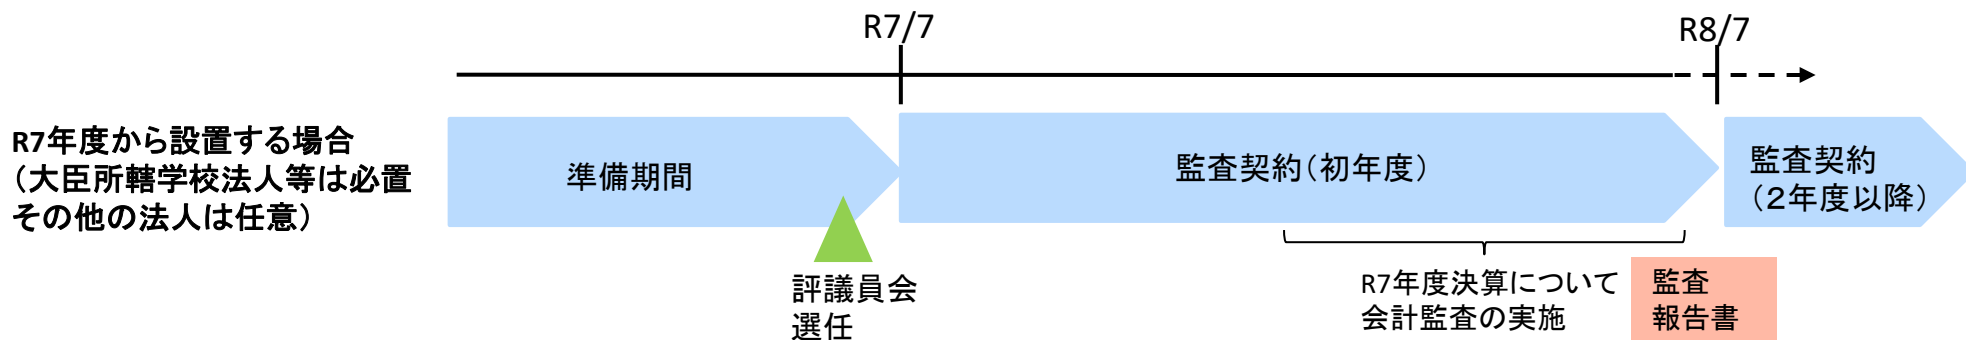 R7/7
R8/7
R7年度から設置する場合
（大臣所轄学校法人等は必置
その他の法人は任意）
準備期間
監査契約（初年度）
監査契約
（２年度以降）
評議員会
選任
R7年度決算について
会計監査の実施
監査
報告書